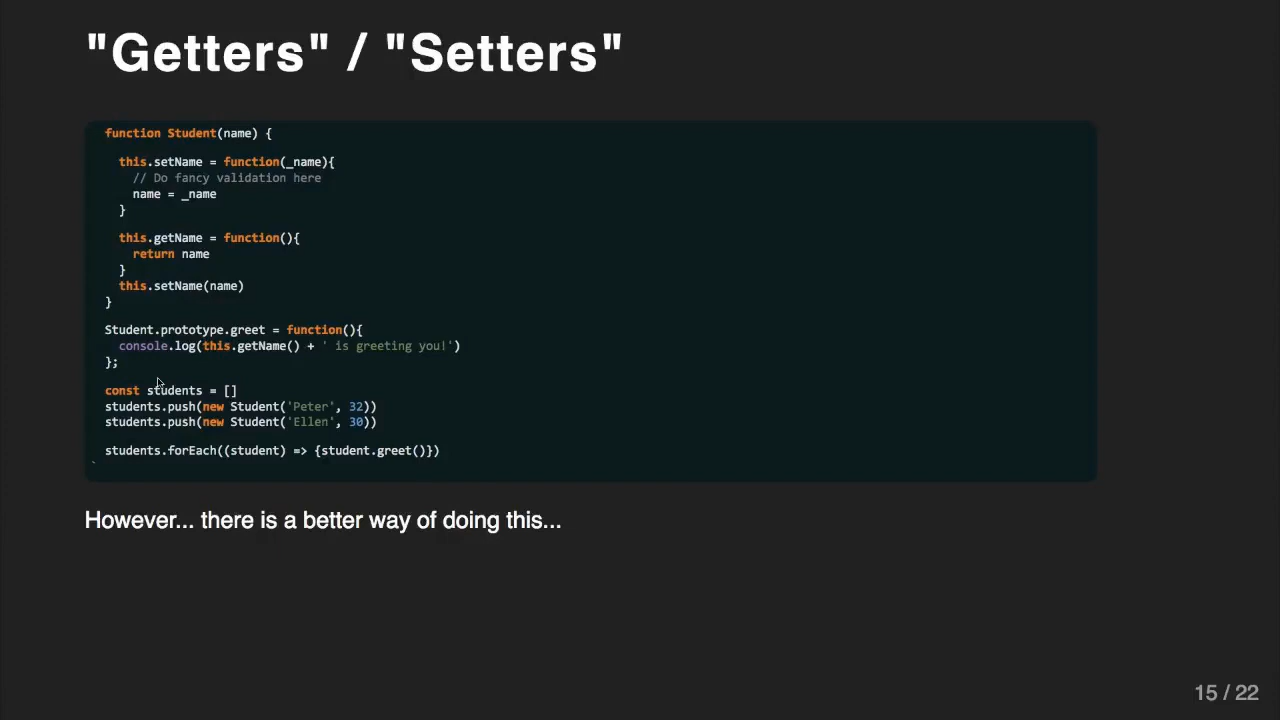 "Getters" / "Setters"
function Student(name) {
this.setName = function(_name){
// Do fancy validation here
name = _name
}
this.getName = function(){
return name
}
this.setName(name)
}
Student.prototype.greet = function(){
console.log(this.getName() + ' is greeting you!')
};
const students = []
students.push(new Student('Peter', 32))
students.push(new Student('Ellen', 30))
students.forEach((student) => {student.greet()})
`
However... there is a better way of doing this...
15 / 22